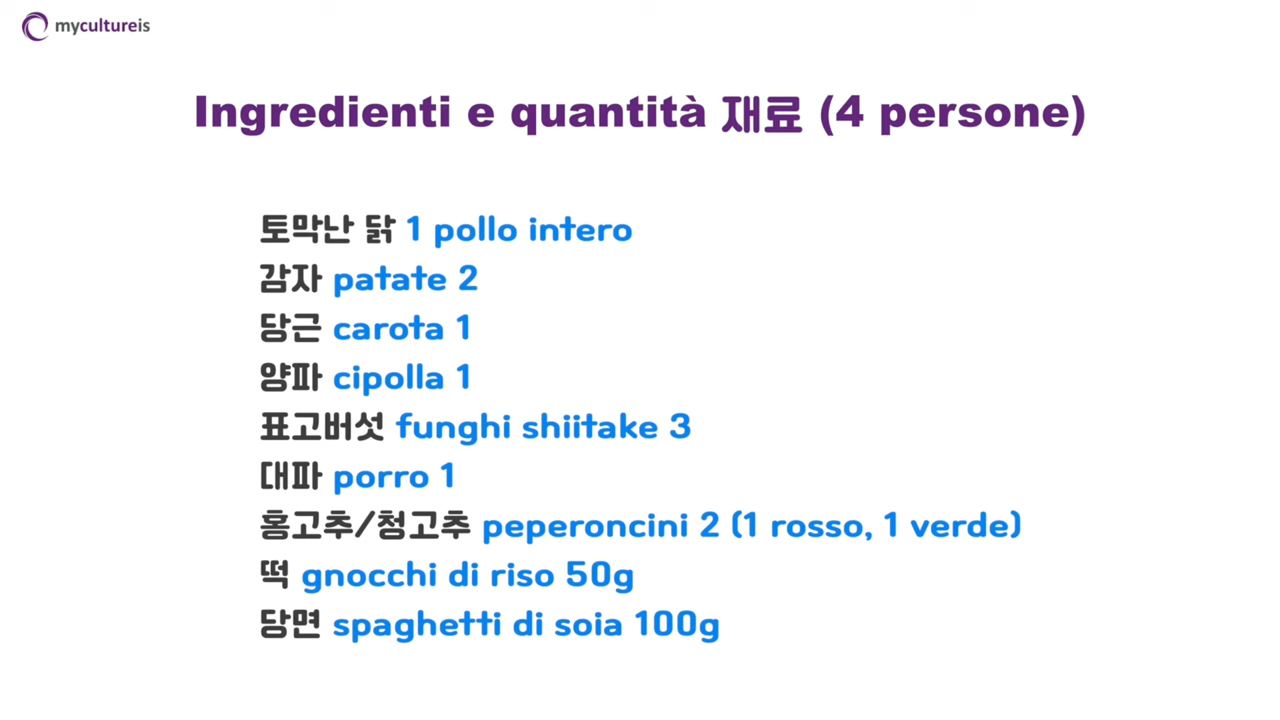 mycultureis
Ingredienti e quantità 재료 (4 persone)
토막난 닭 1 pollo intero
감자 patate 2
당근 carota 1
양파 cipolla 1
표고버섯 funghi shiitake 3
대파 porro 1
홍고추/청고추 peperoncini 2 (1 rosso, 1 verde)
떡 gnocchi di riso 50g
당면 spaghetti di soia 100g